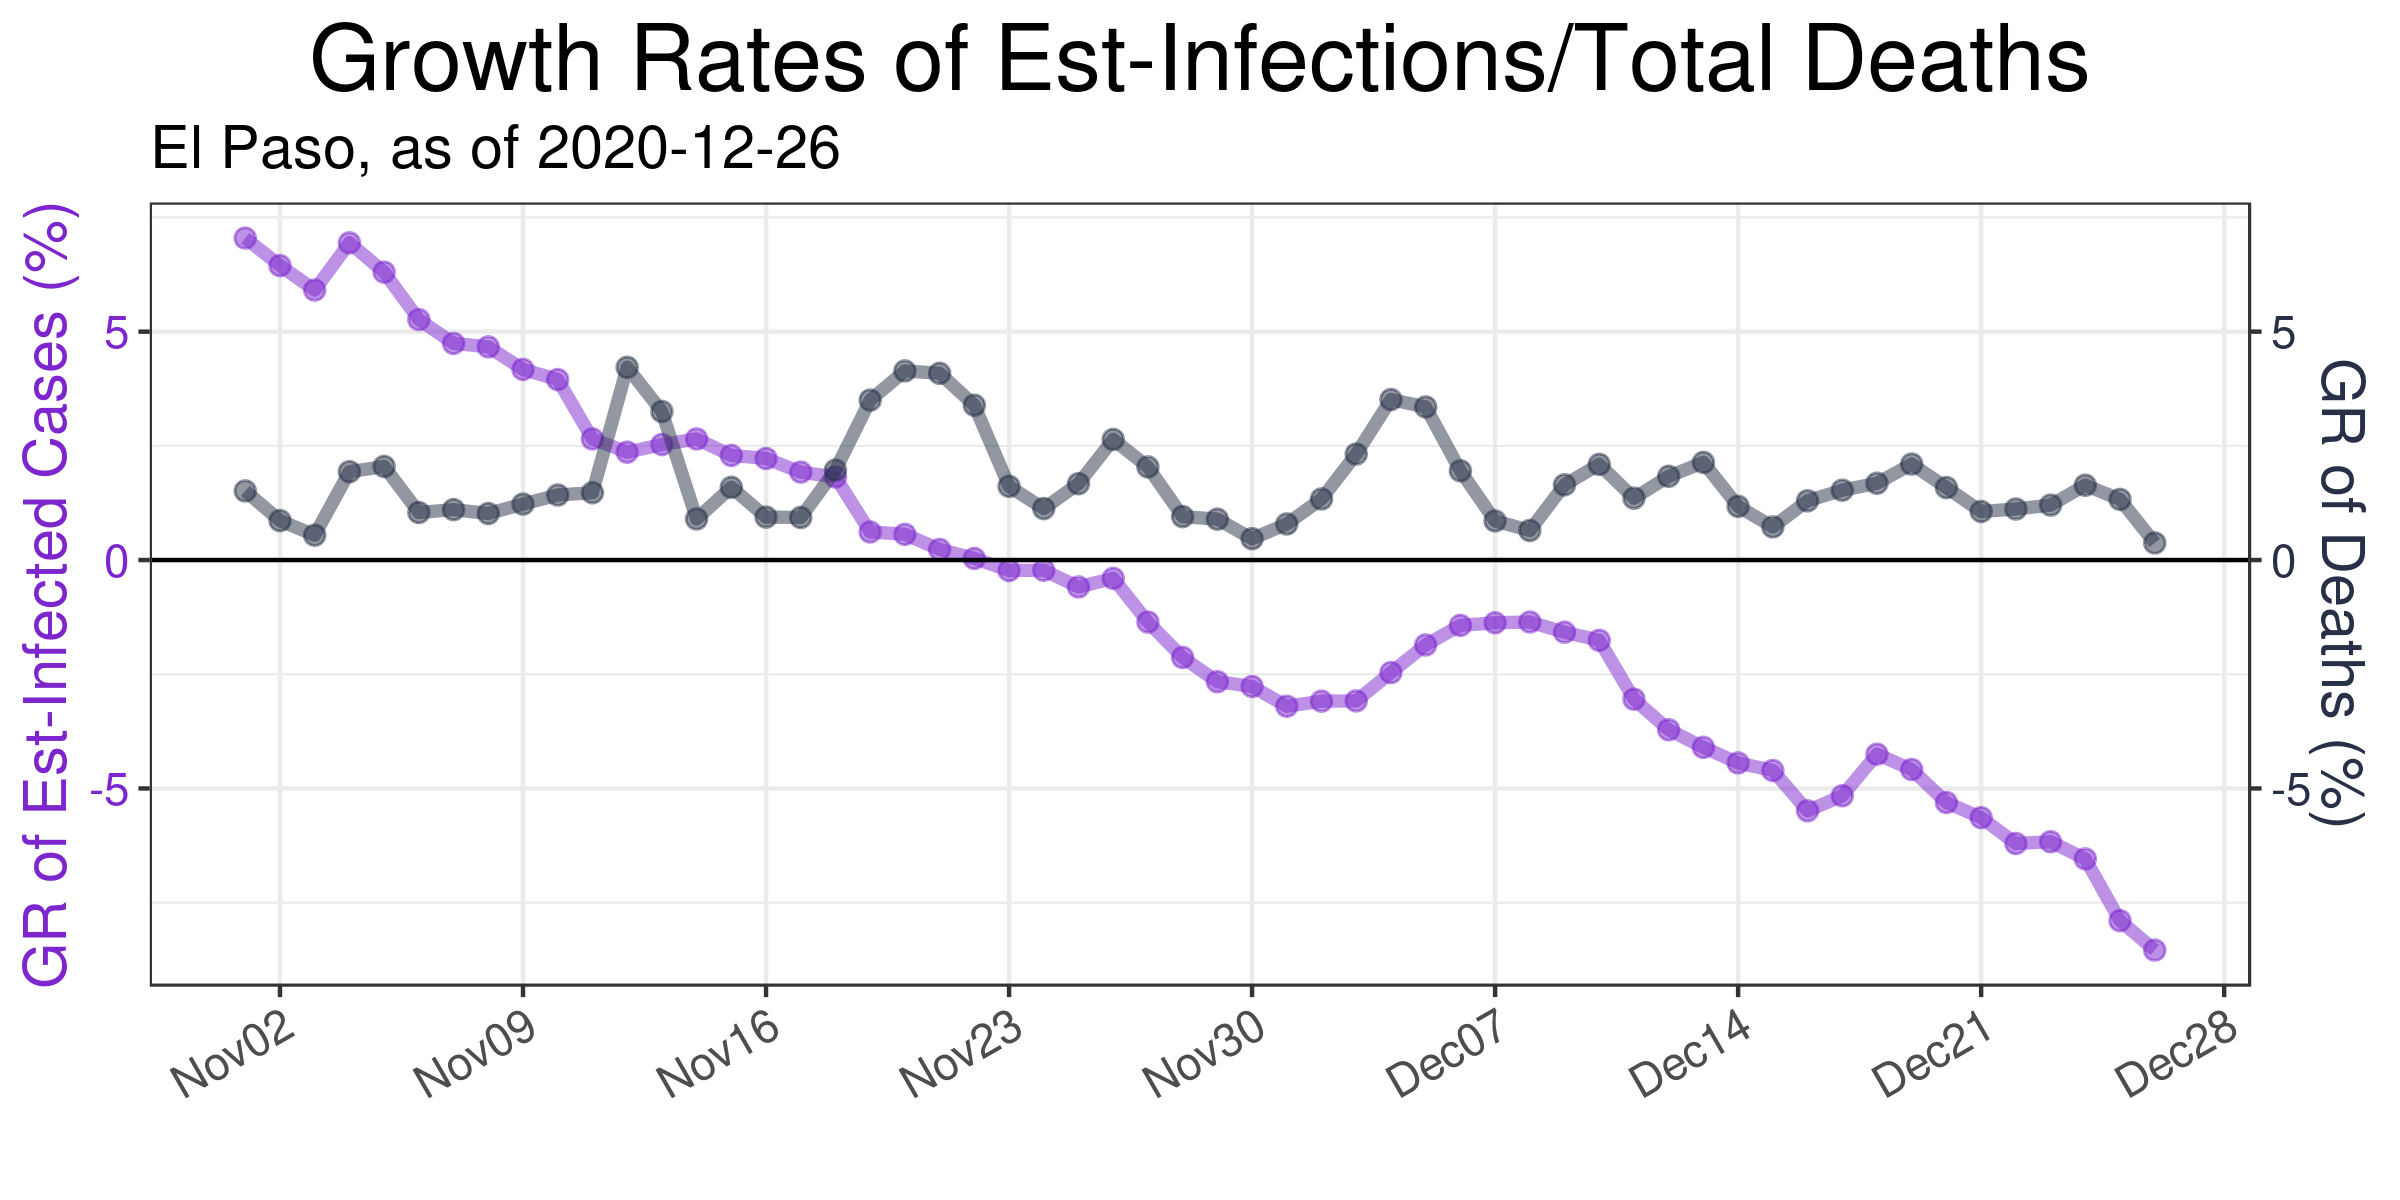 Growth Rates of Est-Infections/Total Deaths
El Paso, as of 2020-12-26
GR of Est-Infected Cases (%)
5
0
-5
5
0
-5
GR of Deaths (%)
Nov02
Nov09
Nov16
Nov23
Nov30
Dec07
Dec14
Dec21
Dec28